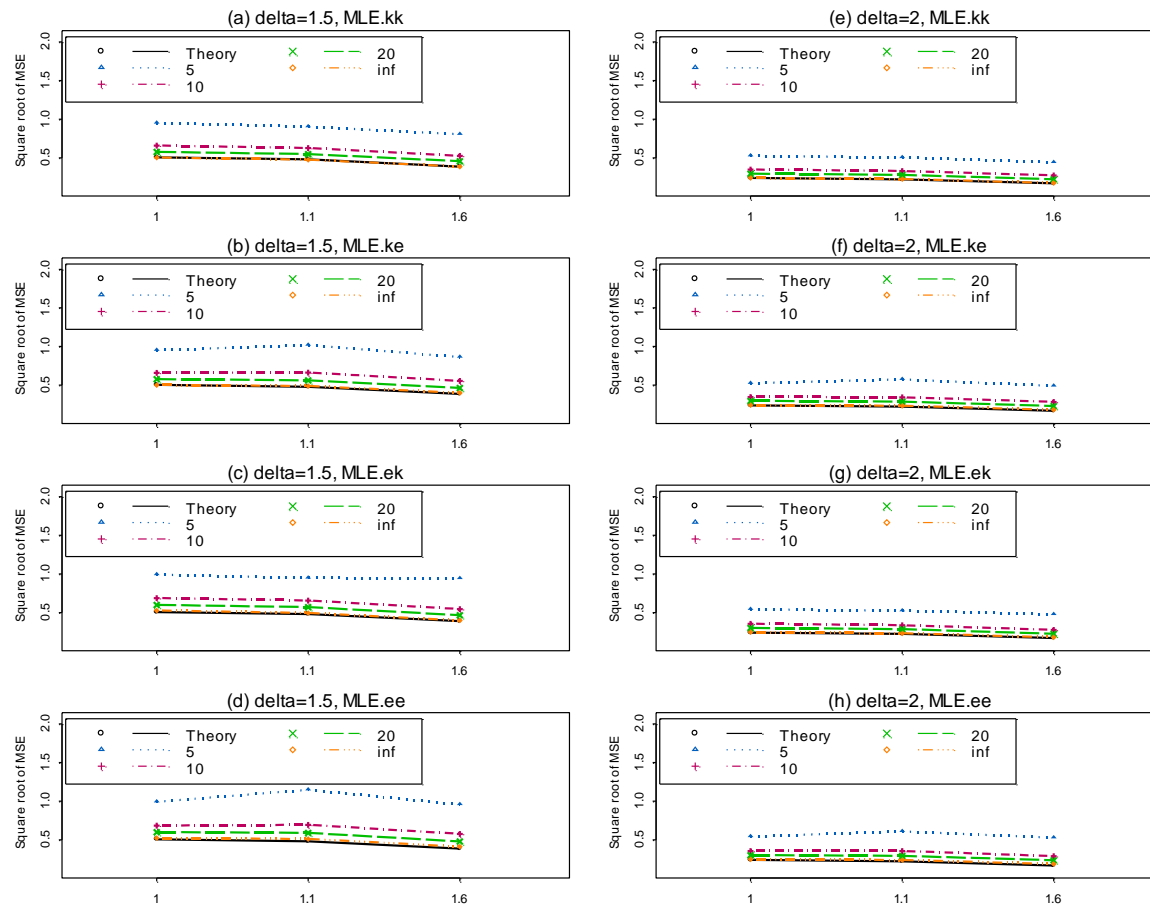 (a) delta=1.5, MLE.kk
Square root of MSE
2.0
1.5
1.0
0.5
Theory
5
10
20
inf
1 1.1 1.6
(b) delta=1.5, MLE.ke
Square root of MSE
2.0
1.5
1.0
0.5
Theory
5
10
20
inf
1 1.1 1.6
(c) delta=1.5, MLE.ek
Square root of MSE
2.0
1.5
1.0
0.5
Theory
5
10
20
inf
1 1.1 1.6
(d) delta=1.5, MLE.ee
Square root of MSE
2.0
1.5
1.0
0.5
Theory
5
10
20
inf
1 1.1 1.6
(e) delta=2, MLE.kk
Square root of MSE
2.0
1.5
1.0
0.5
Theory
5
10
20
inf
1 1.1 1.6
(f) delta=2, MLE.ke
Square root of MSE
2.0
1.5
1.0
0.5
Theory
5
10
20
inf
1 1.1 1.6
(g) delta=2, MLE.ek
Square root of MSE
2.0
1.5
1.0
0.5
Theory
5
10
20
inf
1 1.1 1.6
(h) delta=2, MLE.ee
Square root of MSE
2.0
1.5
1.0
0.5
Theory
5
10
20
inf
1 1.1 1.6